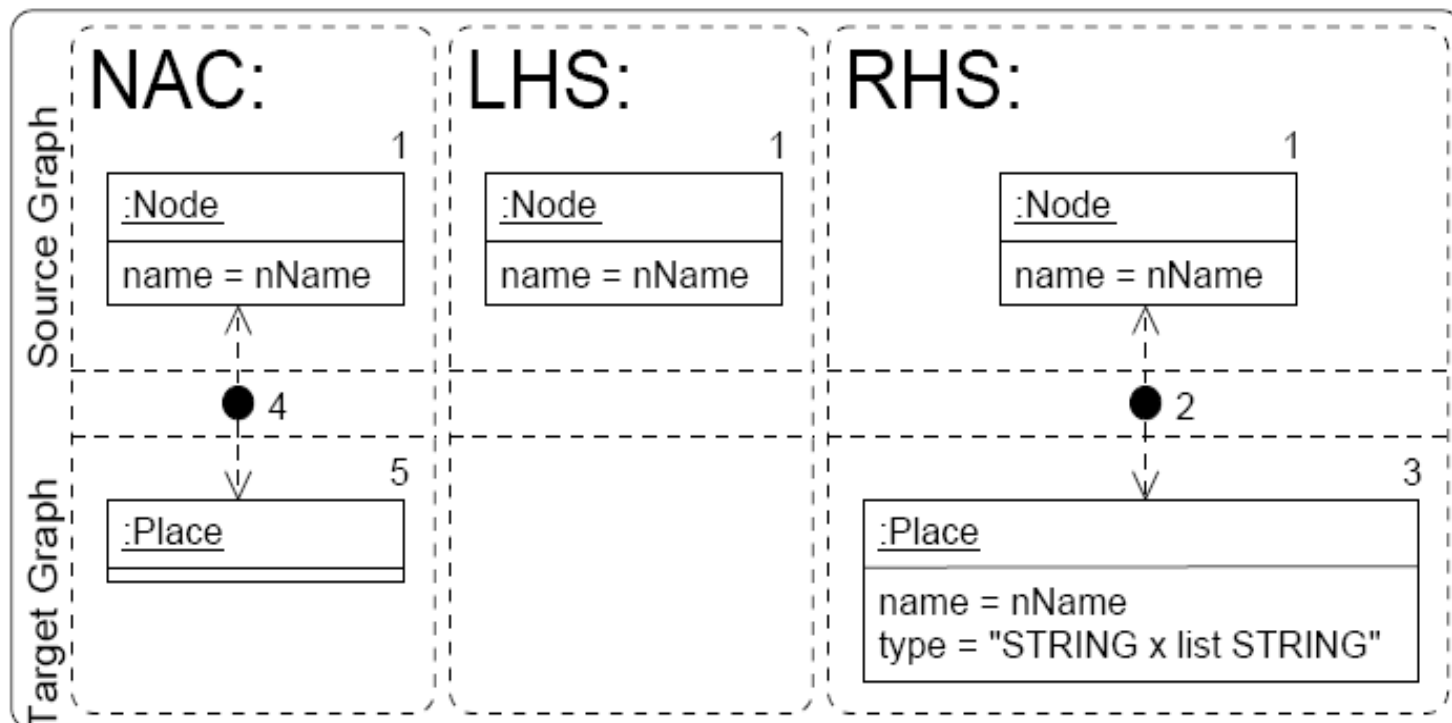 NAC:
LHS:
RHS:
Source Graph
1
:Node
name = nName
1
:Node
name = nName
1
:Node
name = nName
4
2
Target Graph
5
:Place
3
:Place
name = nName
type = "STRING x list STRING"